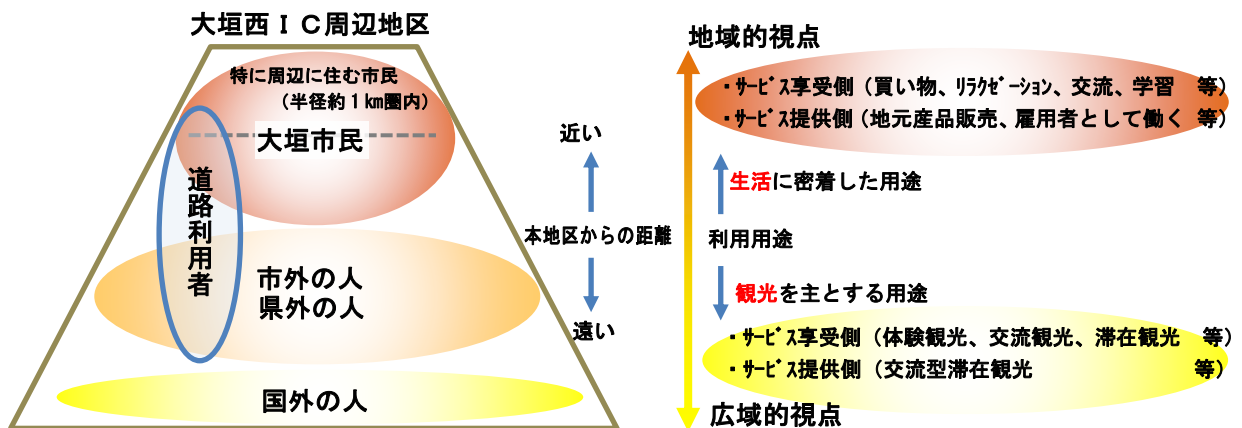 大垣西ＩＣ周辺地区
特に周辺に住む市民
（半径約１㎞圏内）
大垣市民
道路利用者
市外の人
県外の人
国外の人
近い
本地区からの距離
遠い
地域的視点
・ｻｰﾋﾞｽ享受側（買い物、ﾘﾗｸｾﾞｰｼｮﾝ、交流、学習　等）
・ｻｰﾋﾞｽ提供側（地元産品販売、雇用者として働く 等）
生活に密着した用途
利用用途
観光を主とする用途
・ｻｰﾋﾞｽ享受側（体験観光、交流観光、滞在観光　等）
・ｻｰﾋﾞｽ提供側（交流型滞在観光　　　　　　　　等）
広域的視点